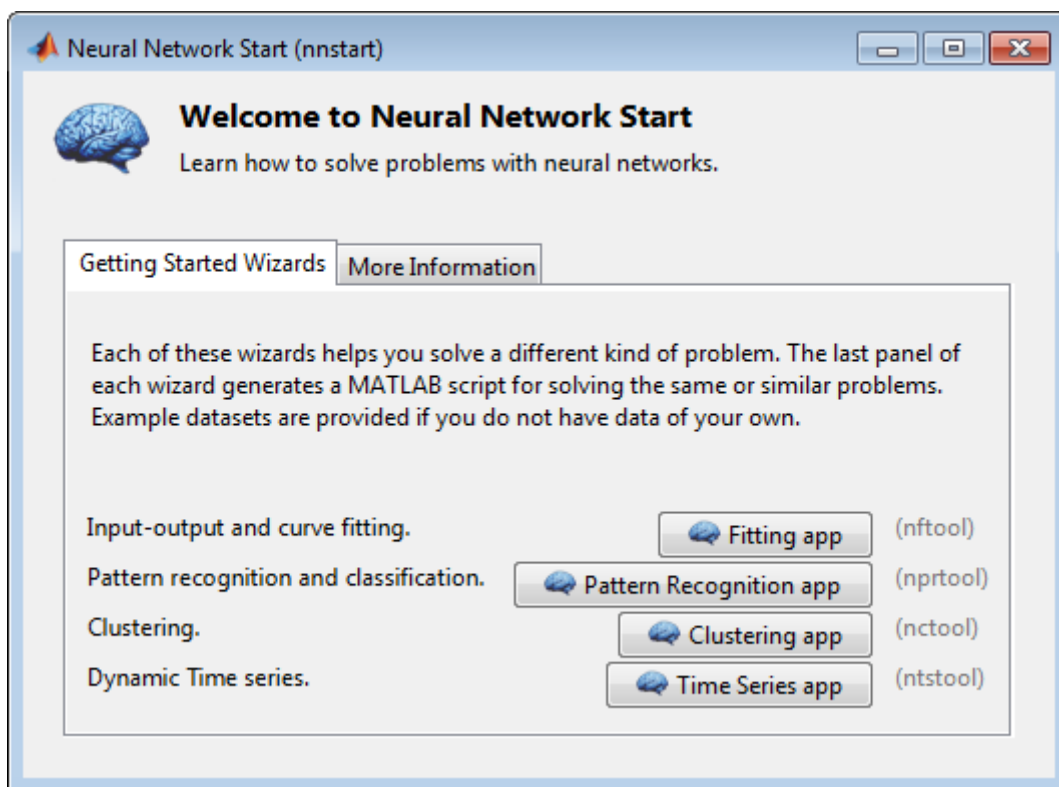 Neural Network Start (nnstart)
Welcome to Neural Network Start
Learn how to solve problems with neural networks.
Getting Started Wizards More Information
Each of these wizards helps you solve a different kind of problem. The last panel of
each wizard generates a MATLAB script for solving the same or similar problems.
Example datasets are provided if you do not have data of your own.
Input-output and curve fitting. Fitting app (nftool)
Pattern recognition and classification. Pattern Recognition app (nprtool)
Clustering. Clustering app (nctool)
Dynamic Time series. Time Series app (ntstool)